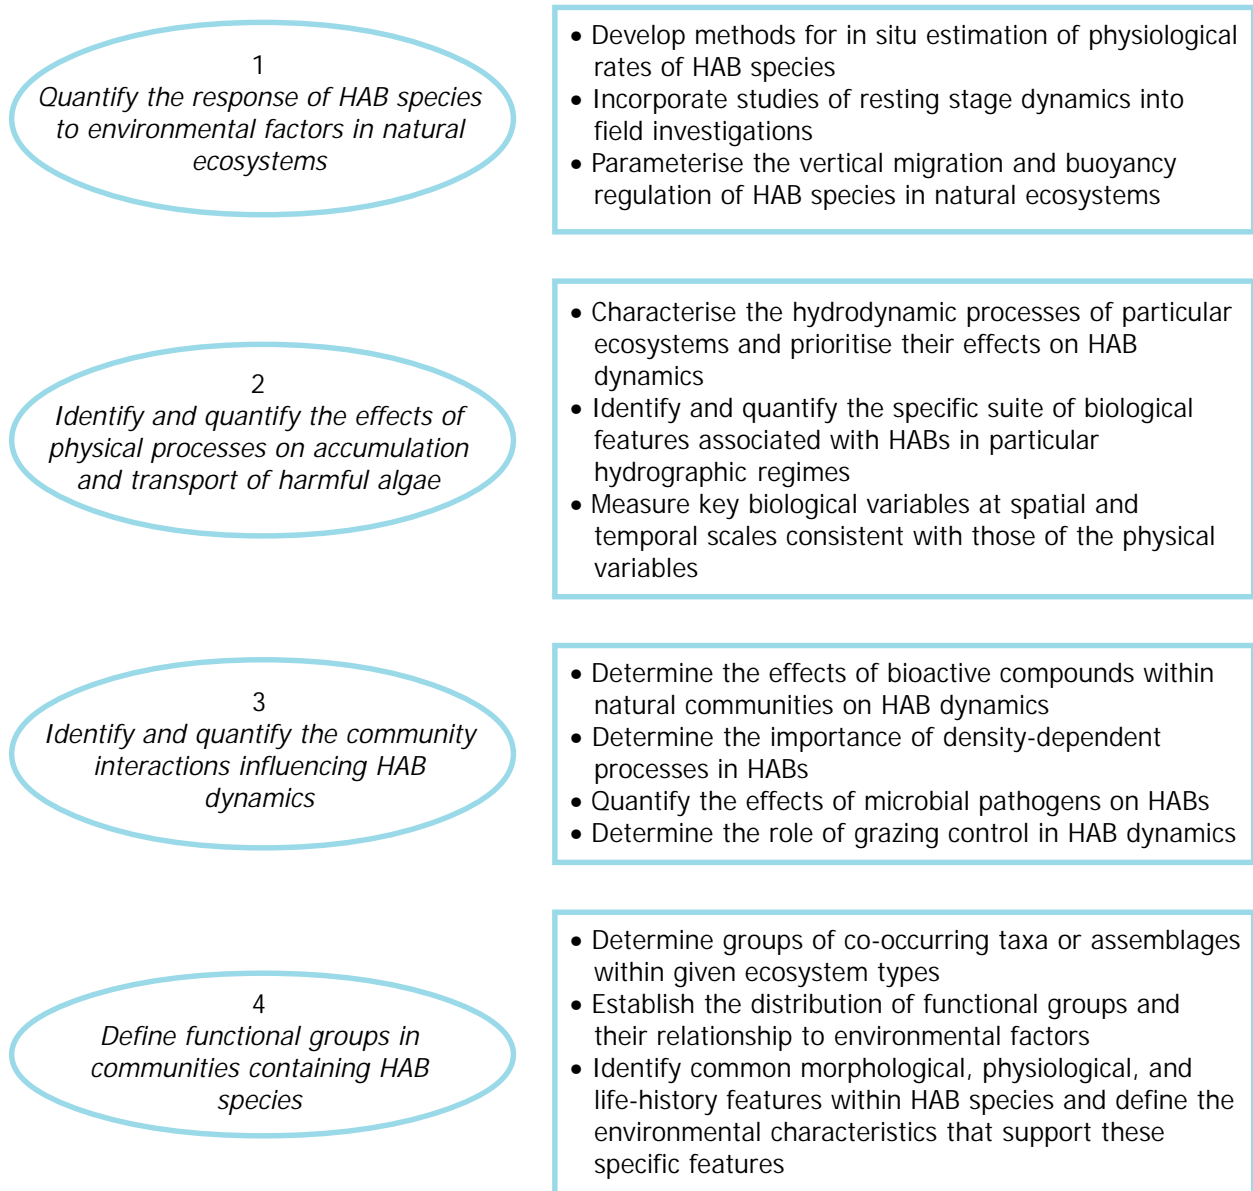 1
Quantify the response of HAB species
to environmental factors in natural
ecosystems
• Develop methods for in situ estimation of physiological
rates of HAB species
• Incorporate studies of resting stage dynamics into
field investigations
• Parameterise the vertical migration and buoyancy
regulation of HAB species in natural ecosystems
2
Identify and quantify the effects of
physical processes on accumulation
and transport of harmful algae
• Characterise the hydrodynamic processes of particular
ecosystems and prioritise their effects on HAB
dynamics
• Identify and quantify the specific suite of biological
features associated with HABs in particular
hydrographic regimes
• Measure key biological variables at spatial and
temporal scales consistent with those of the physical
variables
3
Identify and quantify the community
interactions influencing HAB
dynamics
• Determine the effects of bioactive compounds within
natural communities on HAB dynamics
• Determine the importance of density-dependent
processes in HABs
• Quantify the effects of microbial pathogens on HABs
• Determine the role of grazing control in HAB dynamics
4
Define functional groups in
communities containing HAB
species
• Determine groups of co-occurring taxa or assemblages
within given ecosystem types
• Establish the distribution of functional groups and
their relationship to environmental factors
• Identify common morphological, physiological, and
life-history features within HAB species and define the
environmental characteristics that support these
specific features